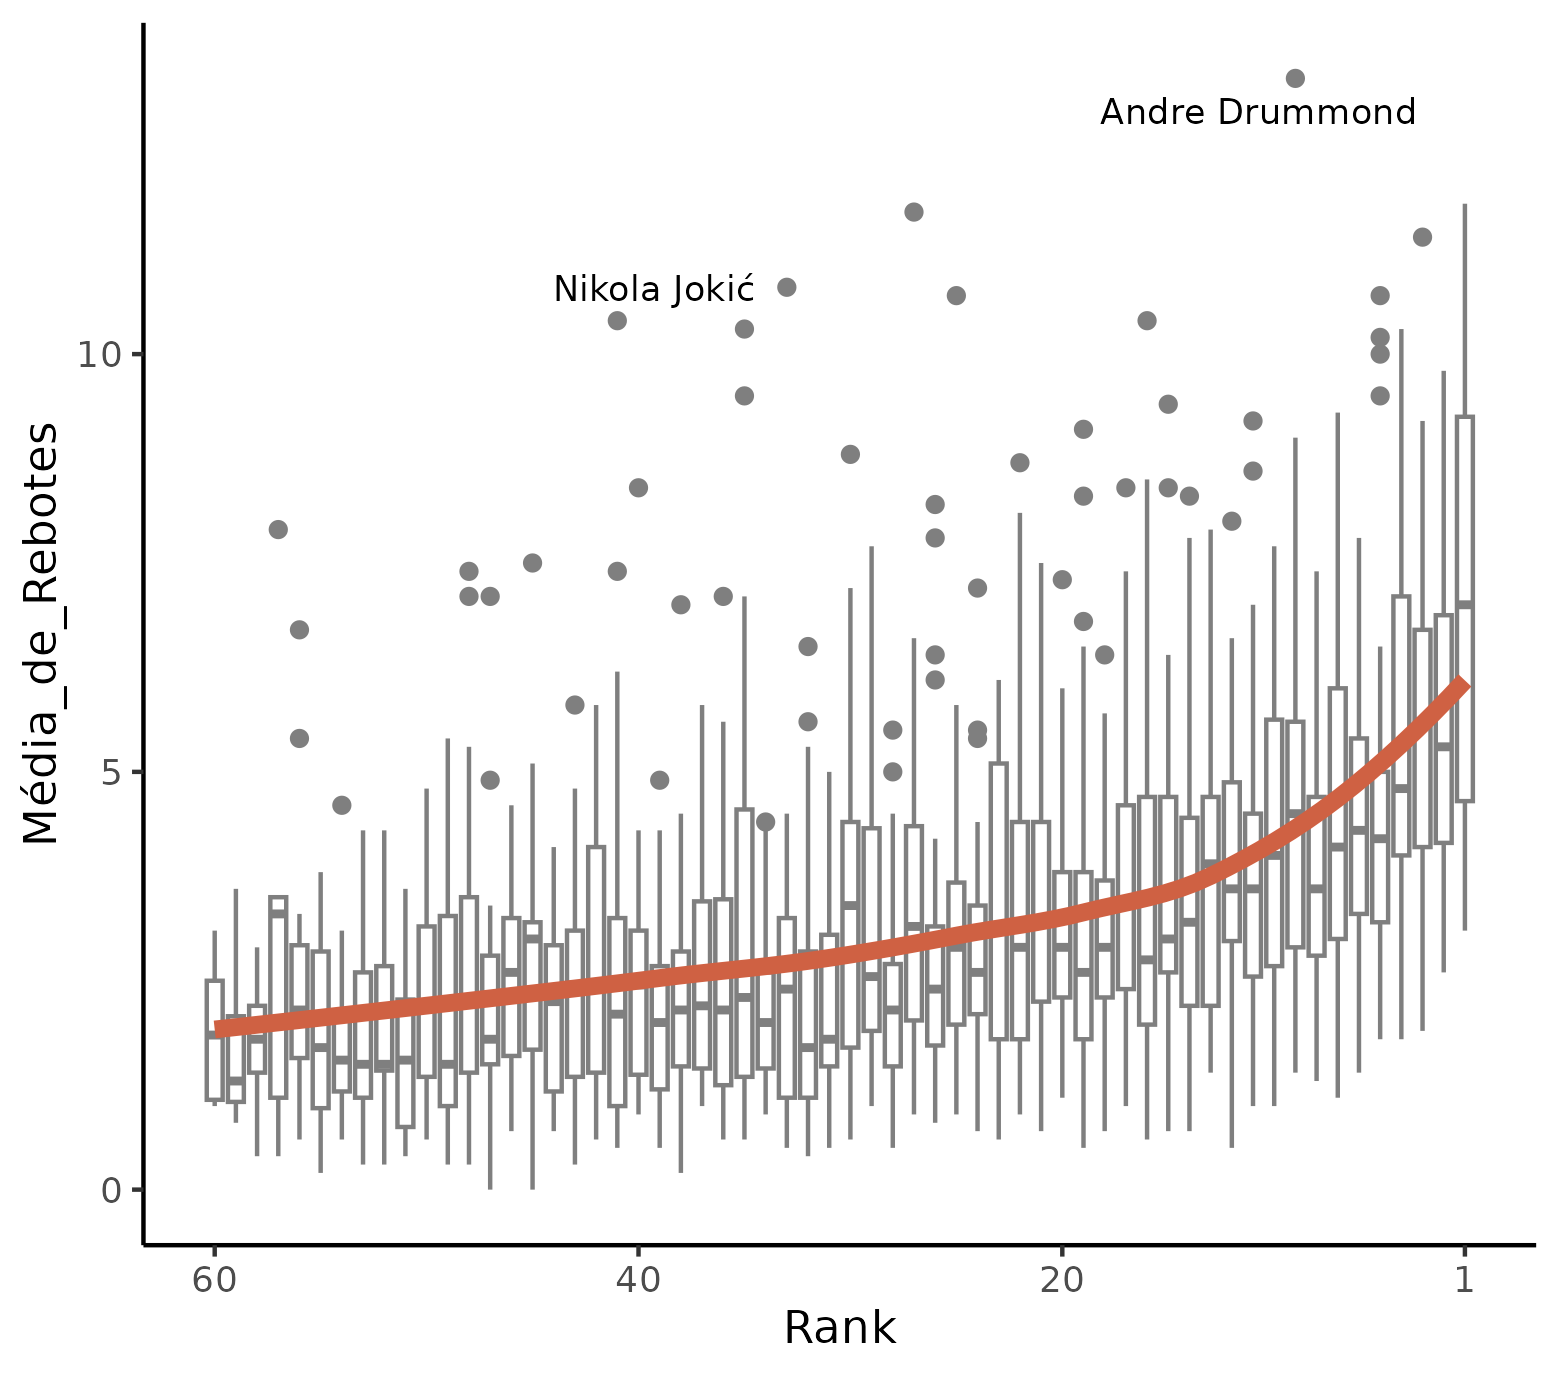 Andre Drummond
Nikola Jokić
10
5
0
Média_de_Rebotes
60 40 20 1
Rank